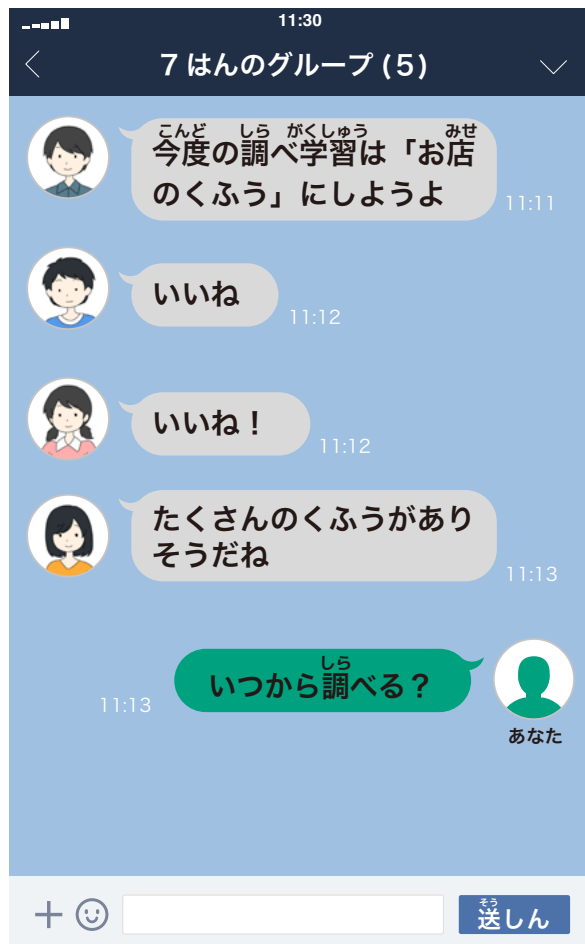 11:30
7はんのグループ(5)
こんど しら がくしゅう みせ
今度の調べ学習は「お店
のくふう」にしようよ
11:11
いいね
11:12
いいね！
11:12
たくさんのくふうがあり
そうだね
11:13
しら
いつから調べる？
11:13
あなた
そう
送しん